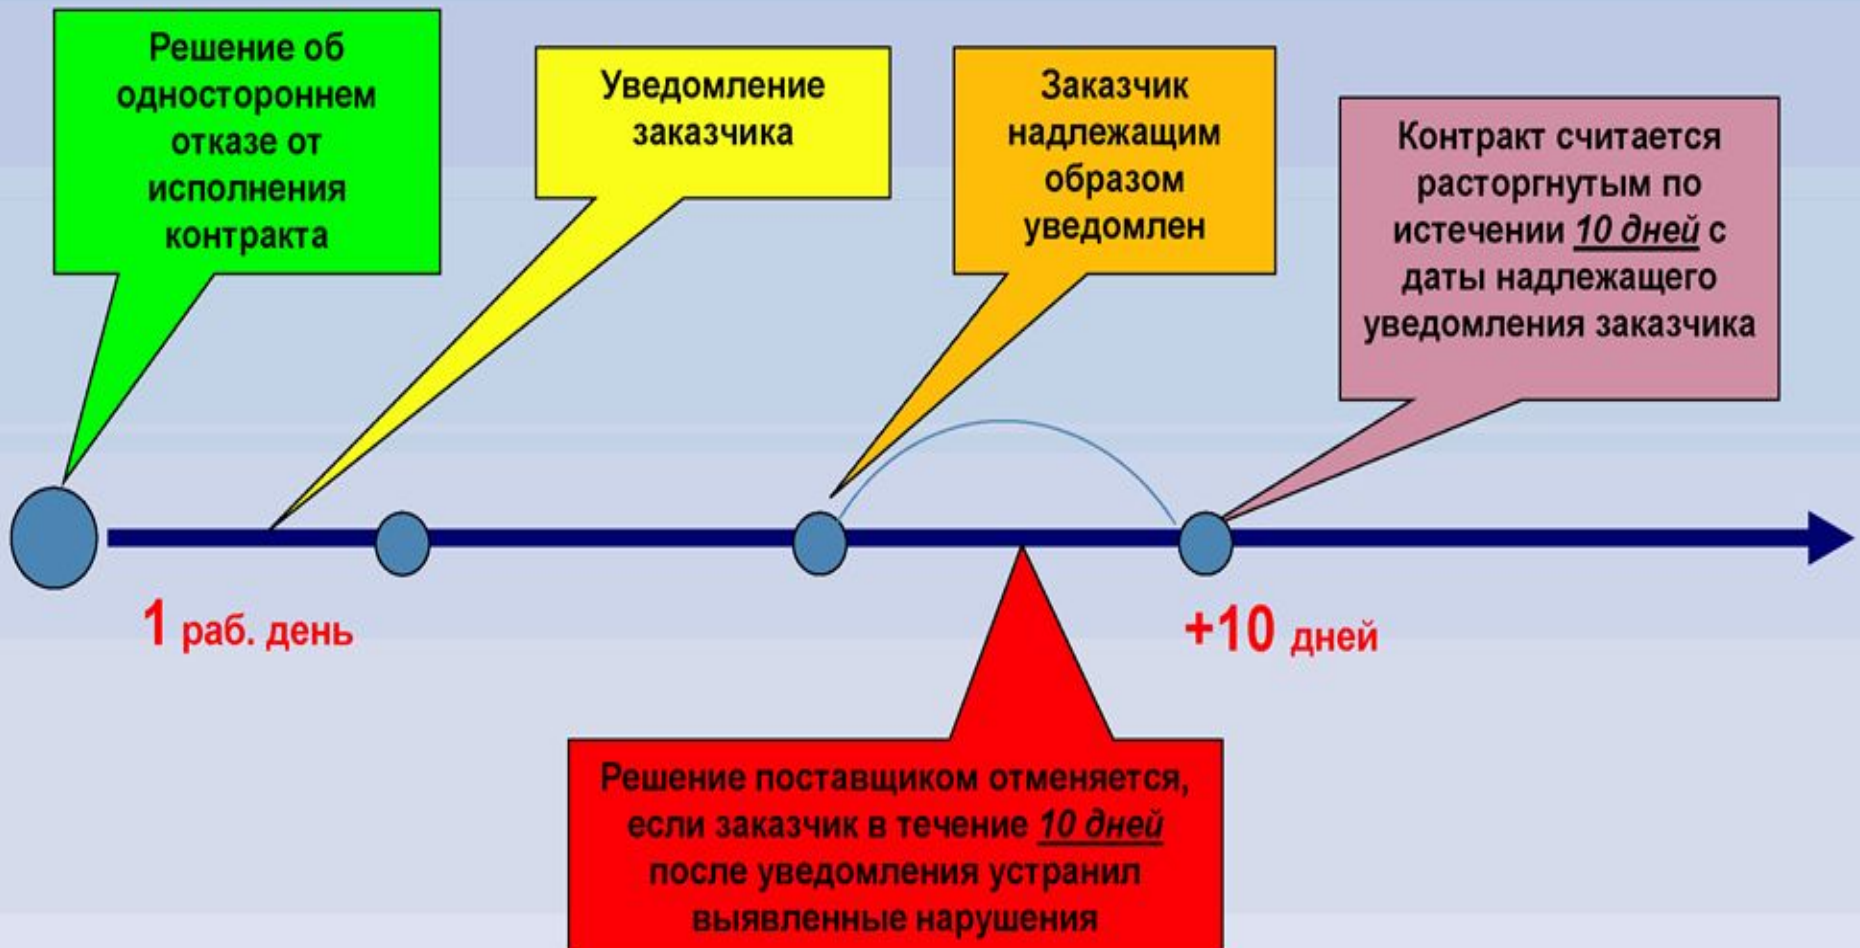 Решение об
одностороннем
отказе от
исполнения
контракта
Уведомление
заказчика
Заказчик
надлежащим
образом
уведомлен
Контракт считается
расторгнутым по
истечении 10 дней с
даты надлежащего
уведомления заказчика
1 раб. день
+10 дней
Решение поставщиком отменяется,
если заказчик в течение 10 дней
после уведомления устранил
выявленные нарушения